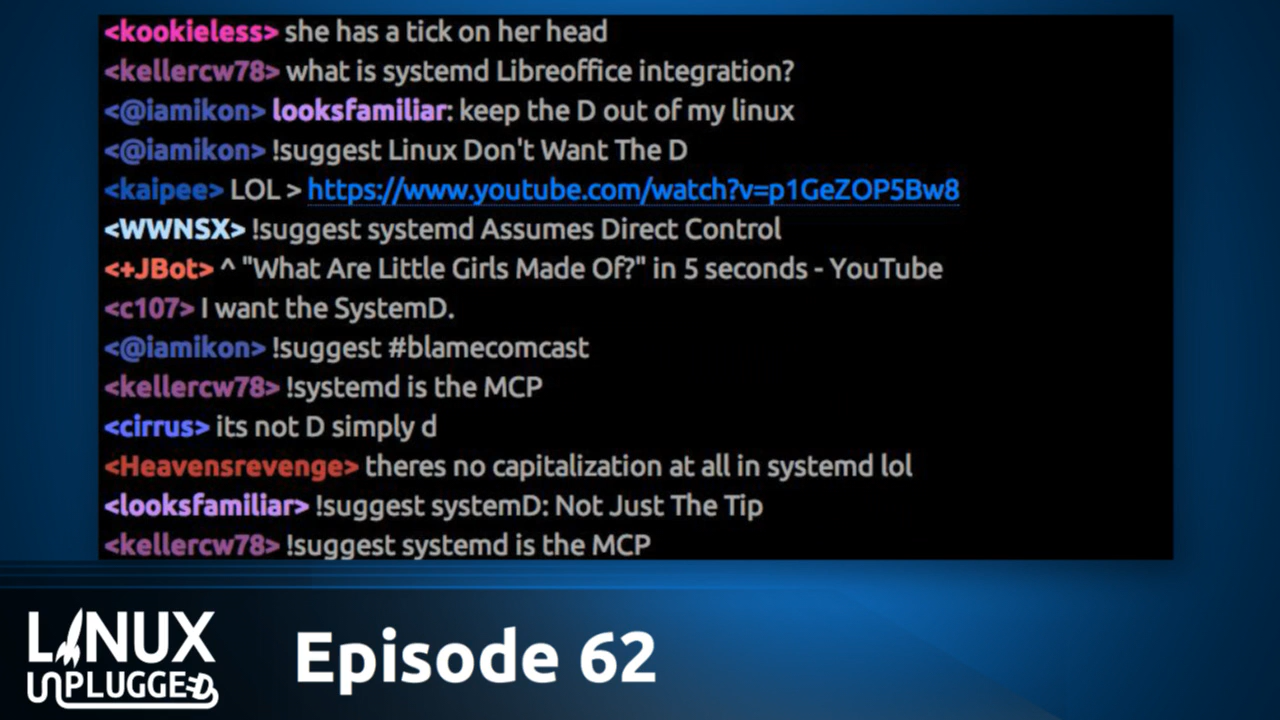 <kookieless> she has a tick on her head
<kellercw78> what is systemd Libreoffice integration?
<@iamikon> looksfamiliar: keep the D out of my linux
<@iamikon> !suggest Linux Don't Want The D
<kaipee> LOL > https://www.youtube.com/watch?v=p1GeZOP5Bw8
<WWNSX> !suggest systemd Assumes Direct Control
<+JBot> ^ "What Are Little Girls Made Of?" in 5 seconds - YouTube
<c107> I want the SystemD.
<@iamikon> !suggest #blamecomcast
<kellercw78> !systemd is the MCP
<cirrus> its not D simply d
<Heavensrevenge> theres no capitalization at all in systemd lol
<looksfamiliar> !suggest systemD: Not Just The Tip
<kellercw78> !suggest systemd is the MCP
LINUX
UNPLUGGED
Episode 62